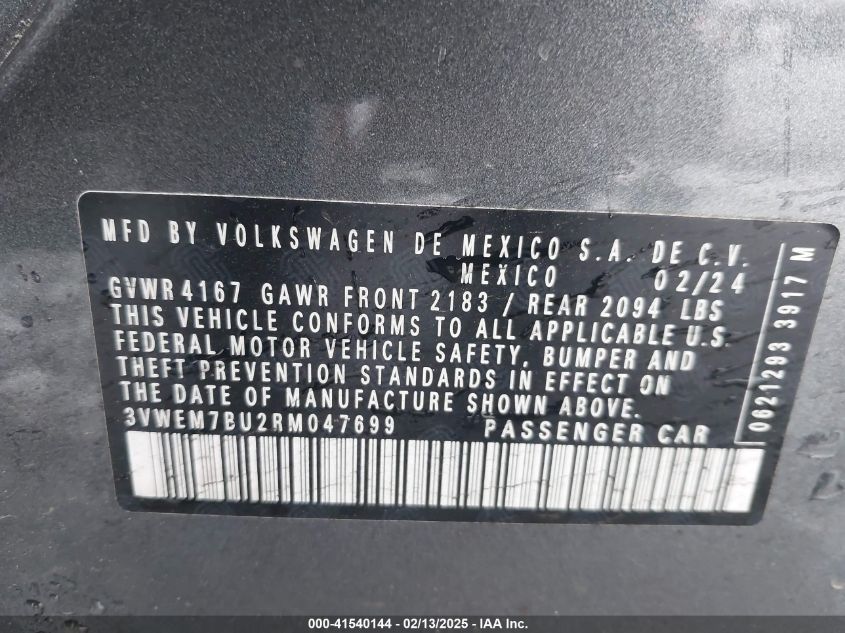 MFD BY VOLKSWAGEN DE MEXICO S.A. DE C.V.
MEXICO 02/24
GVWR 4167 GAWR FRONT 2183 / REAR 2094 LBS
THIS VEHICLE CONFORMS TO ALL APPLICABLE U.S.
FEDERAL MOTOR VEHICLE SAFETY, BUMPER AND
THEFT PREVENTION STANDARDS IN EFFECT ON
THE DATE OF MANUFACTURE SHOWN ABOVE.
3VWEM7BU2RM047699 PASSENGER CAR
0621293 3917 M
000-41540144 - 02/13/2025 - IAA Inc.